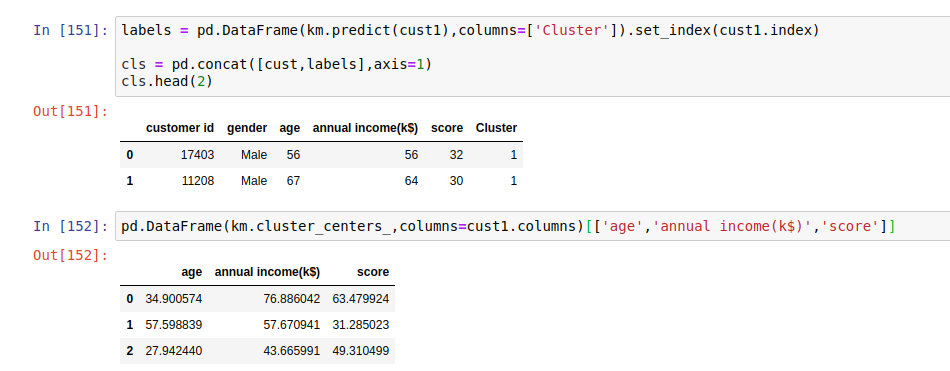 In [151]: labels = pd.DataFrame(km.predict(cust1),columns=['Cluster']).set_index(cust1.index)
cls = pd.concat([cust,labels],axis=1)
cls.head(2)
Out[151]:
customer id gender age annual income(k$) score Cluster
0 17403 Male 56 56 32 1
1 11208 Male 67 64 30 1
In [152]: pd.DataFrame(km.cluster_centers_,columns=cust1.columns)[['age','annual income(k$)','score']]
Out[152]:
age annual income(k$) score
0 34.900574 76.886042 63.479924
1 57.598839 57.670941 31.285023
2 27.942440 43.665991 49.310499